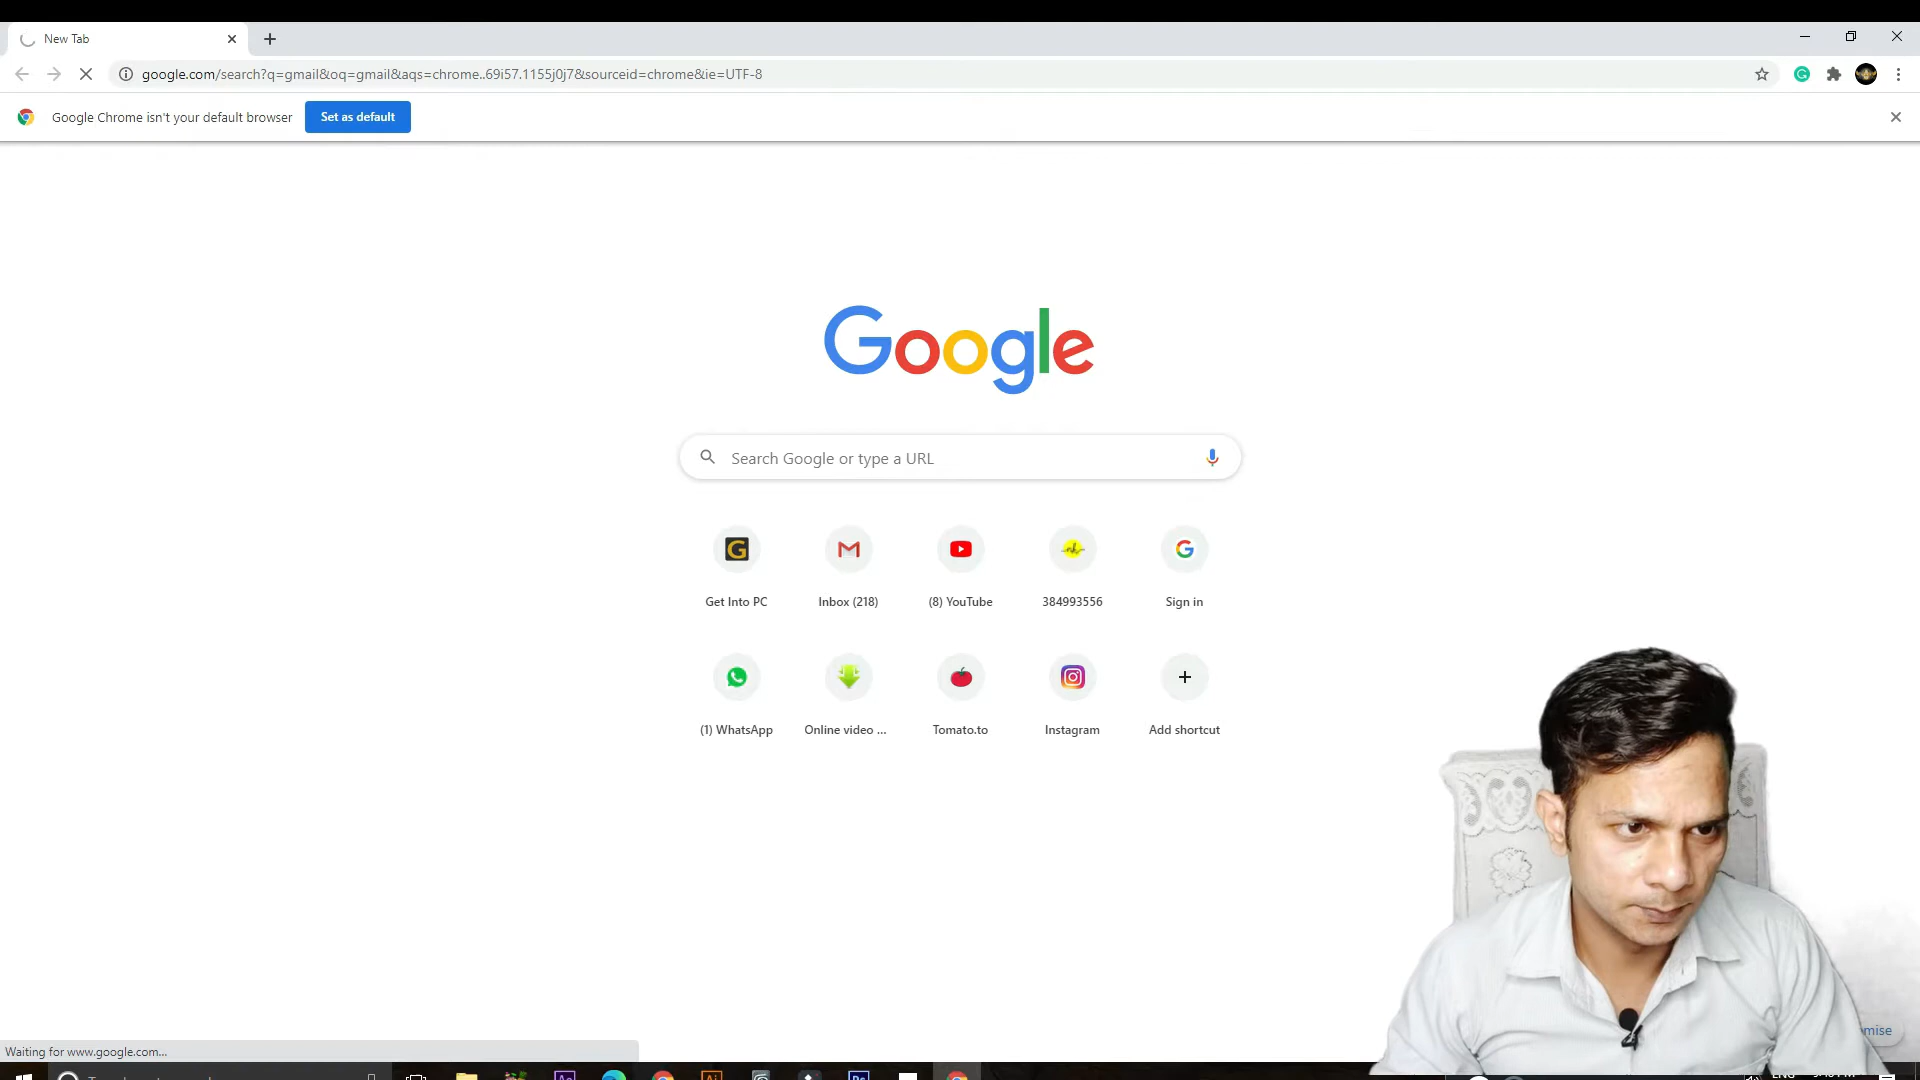 New Tab
google.com/search?q=gmail&oq=gmail&aqs=chrome..69i57.1155j0j7&sourceid=chrome&ie=UTF-8
Google Chrome isn't your default browser
Set as default
Google
Search Google or type a URL
Get Into PC
Inbox (218)
(8) YouTube
384993556
Sign in
(1) WhatsApp
Online video ...
Tomato.to
Instagram
Add shortcut
mise
Waiting for www.google.com...
ENG